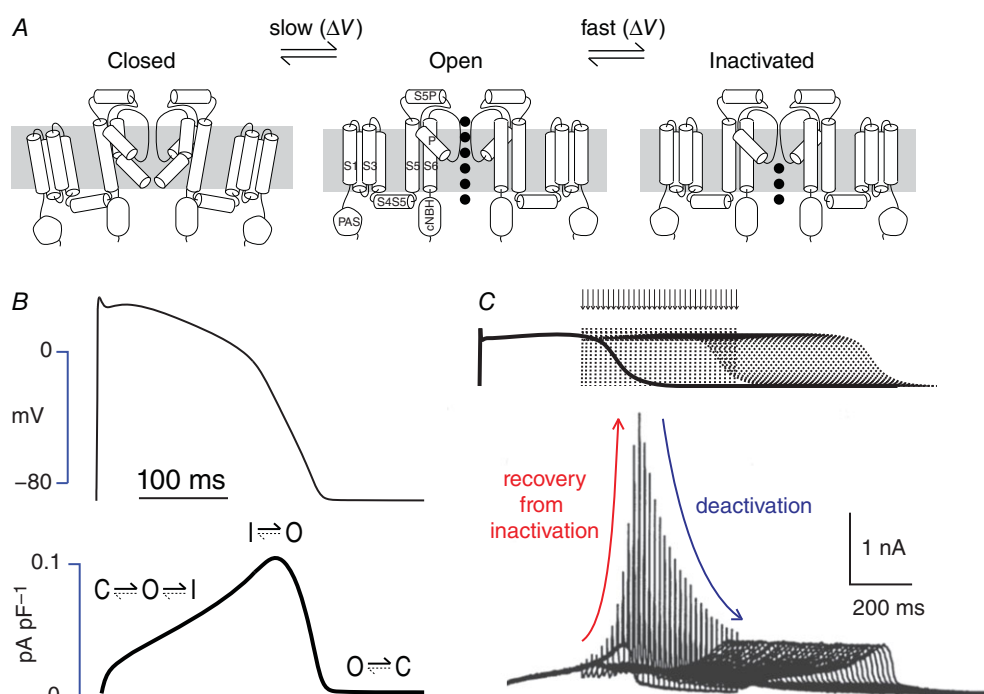 A
slow (ΔV)
fast (ΔV)
Closed
Open
Inactivated
S5P
P
S1 S3
S5 S6
S4S5
PAS
cNBH
B
0
mV
−80
100 ms
I ⇌ O
0.1
C ⇌ O ⇌ I
pA pF⁻¹
O ⇌ C
0
C
recovery
from
inactivation
deactivation
1 nA
200 ms